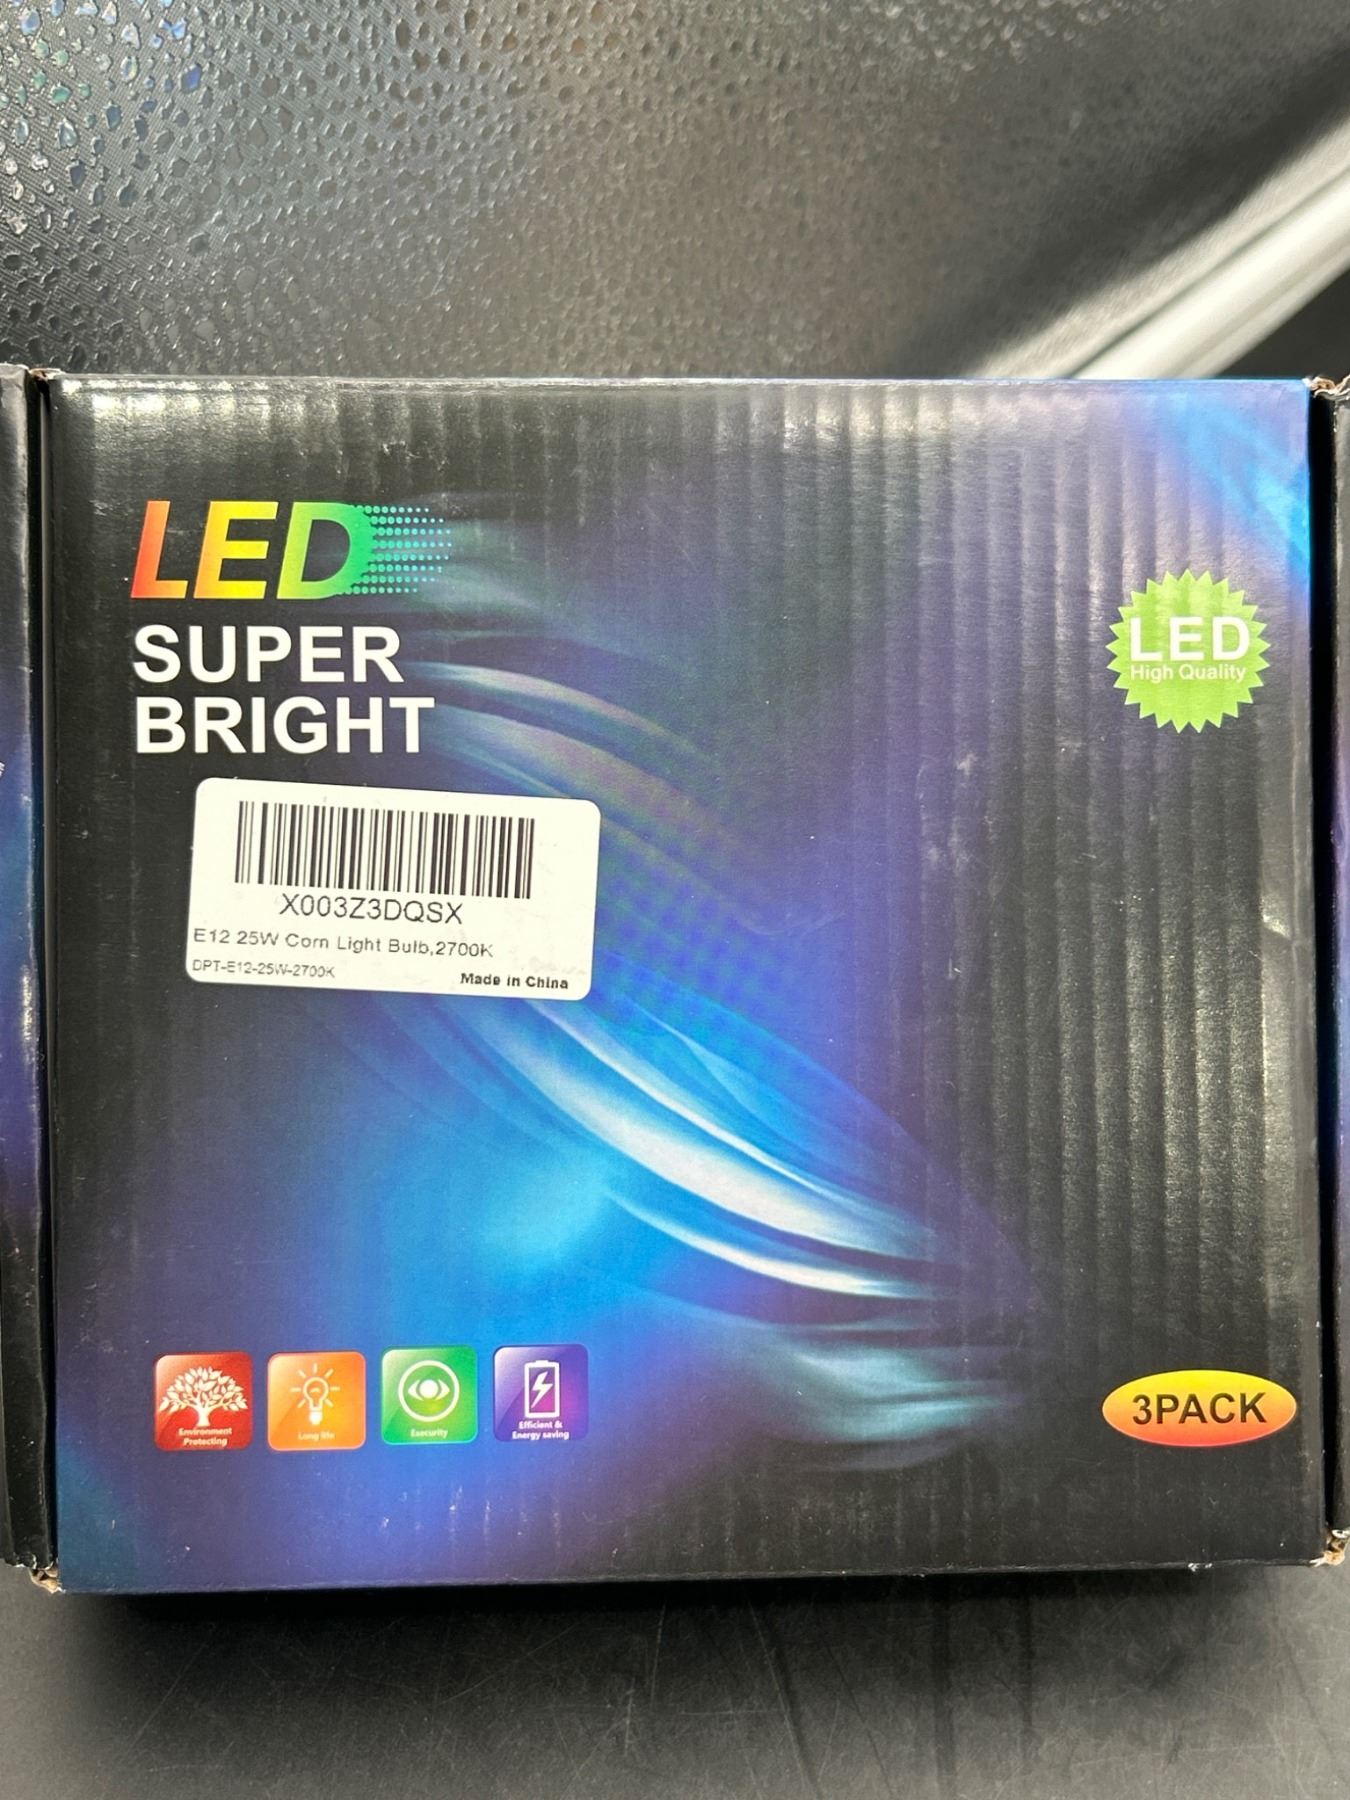 LED
SUPER
BRIGHT
LED
High Quality
X003Z3DQSX
E12 25W Corn Light Bulb,2700K
DPT-E12-25W-2700K
Made in China
Environment
Protecting
Long life
Esecurity
Efficient &
Energy saving
3PACK